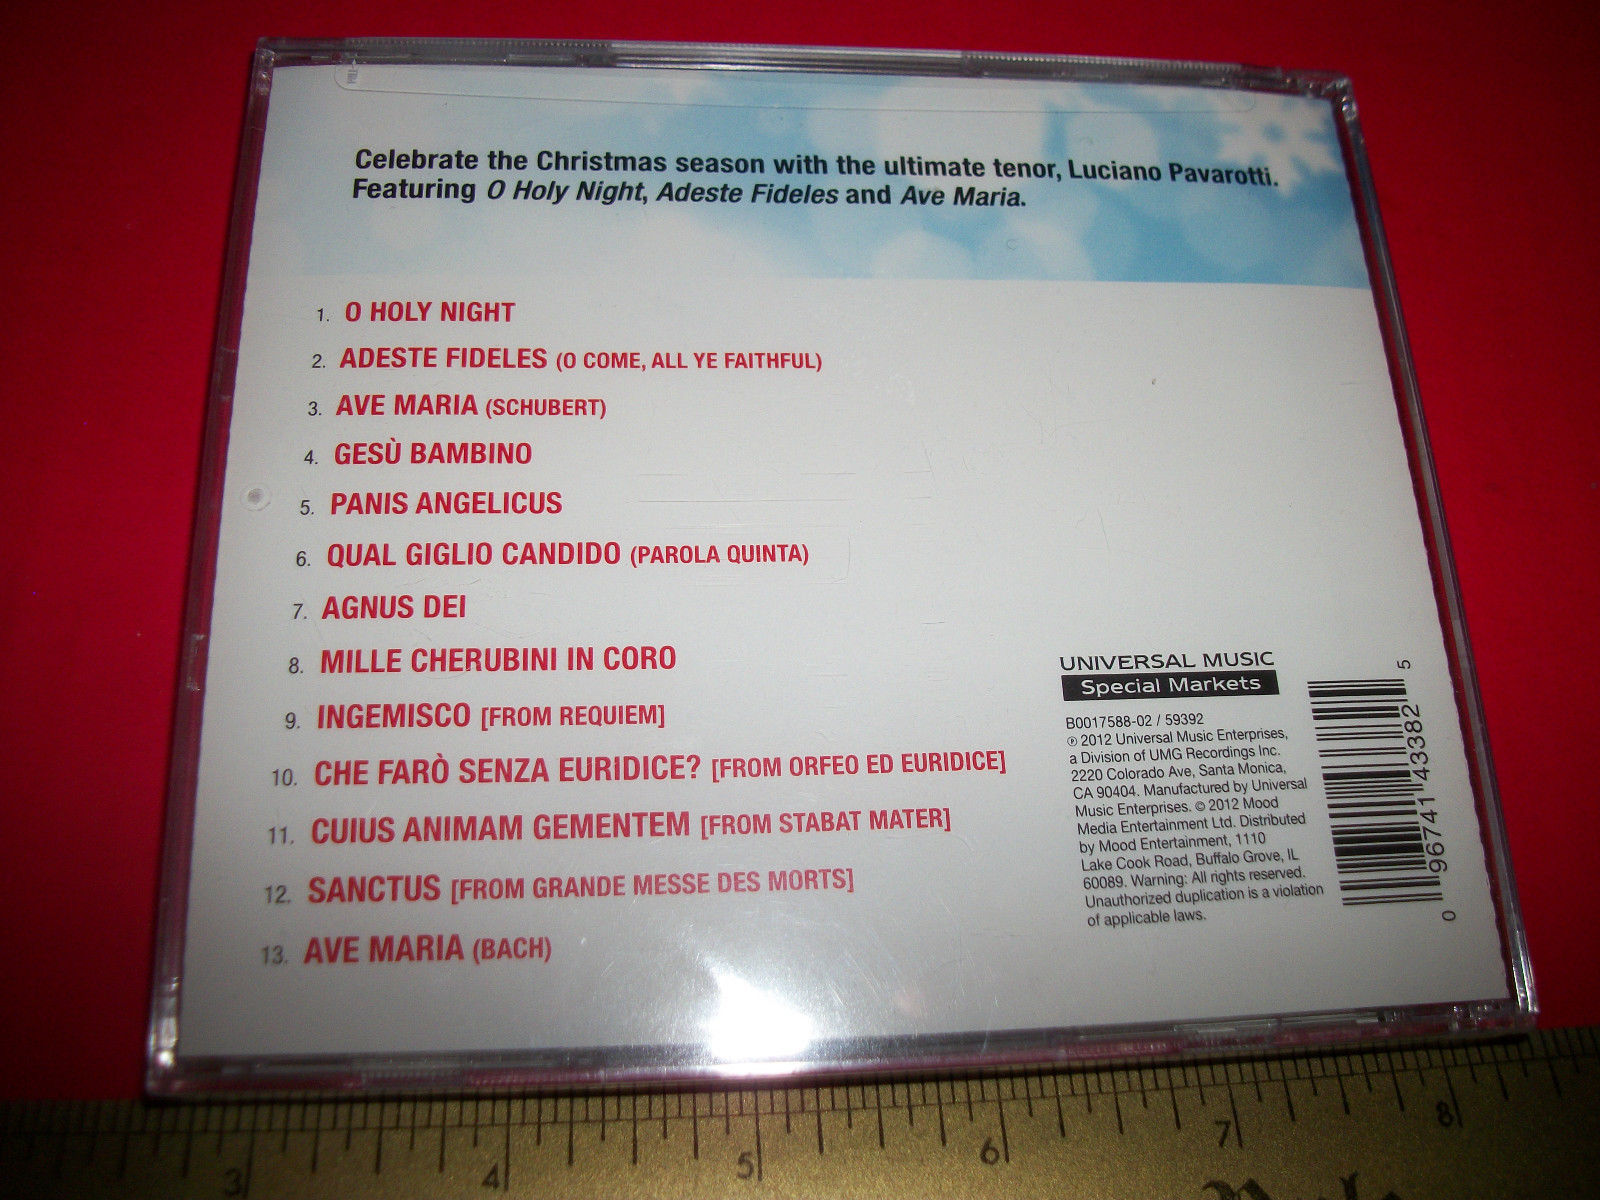 Celebrate the Christmas season with the ultimate tenor, Luciano Pavarotti.
Featuring O Holy Night, Adeste Fideles and Ave Maria.
1. O HOLY NIGHT
2. ADESTE FIDELES (O COME, ALL YE FAITHFUL)
3. AVE MARIA (SCHUBERT)
4. GESÙ BAMBINO
5. PANIS ANGELICUS
6. QUAL GIGLIO CANDIDO (PAROLA QUINTA)
7. AGNUS DEI
8. MILLE CHERUBINI IN CORO
9. INGEMISCO [FROM REQUIEM]
10. CHE FARÒ SENZA EURIDICE? [FROM ORFEO ED EURIDICE]
11. CUIUS ANIMAM GEMENTEM [FROM STABAT MATER]
12. SANCTUS [FROM GRANDE MESSE DES MORTS]
13. AVE MARIA (BACH)
UNIVERSAL MUSIC
Special Markets
B0017588-02 / 59392
℗ 2012 Universal Music Enterprises,
a Division of UMG Recordings Inc.
2220 Colorado Ave, Santa Monica,
CA 90404. Manufactured by Universal
Music Enterprises. © 2012 Mood
Media Entertainment Ltd. Distributed
by Mood Entertainment, 1110
Lake Cook Road, Buffalo Grove, IL
60089. Warning: All rights reserved.
Unauthorized duplication is a violation
of applicable laws.
0 96741 43382 5
3 4 5 6 7 8